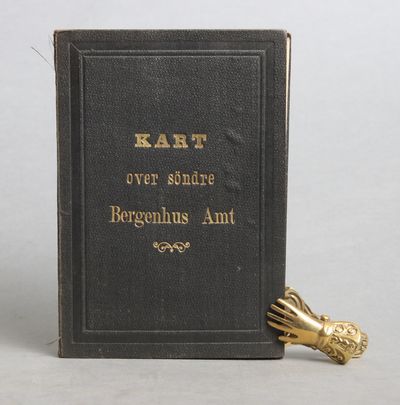 KART
over söndre
Bergenhus Amt